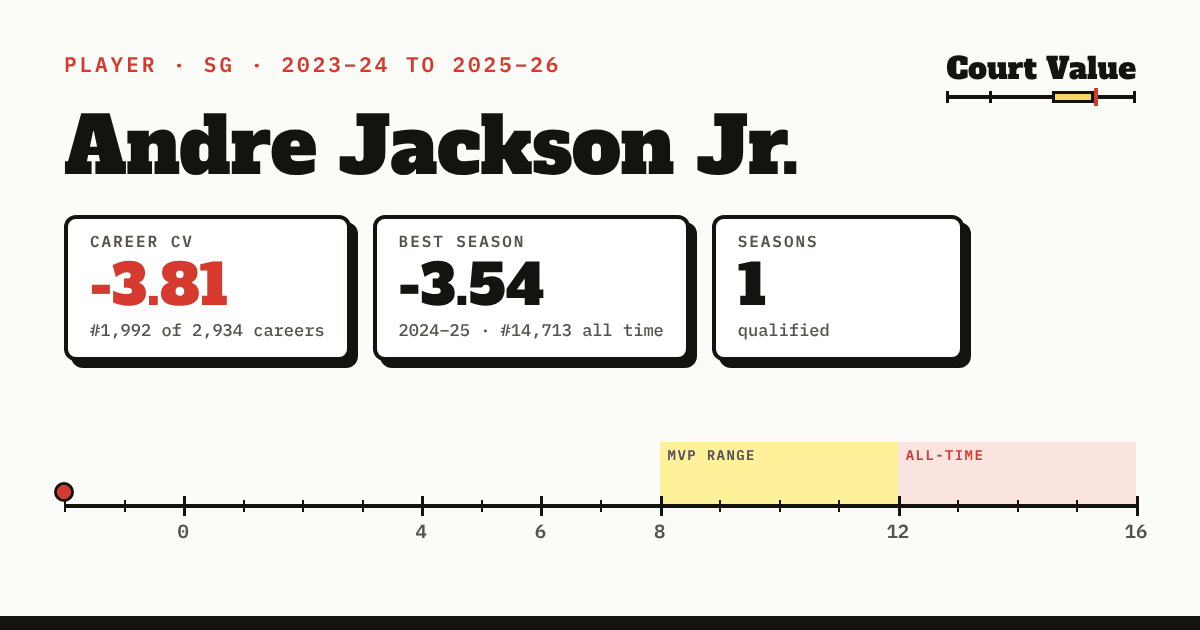 PLAYER · SG · 2023–24 TO 2025–26
Court Value
Andre Jackson Jr.
CAREER CV
-3.81
#1,992 of 2,934 careers
BEST SEASON
-3.54
2024–25 · #14,713 all time
SEASONS
1
qualified
MVP RANGE
ALL-TIME
0 4 6 8 12 16